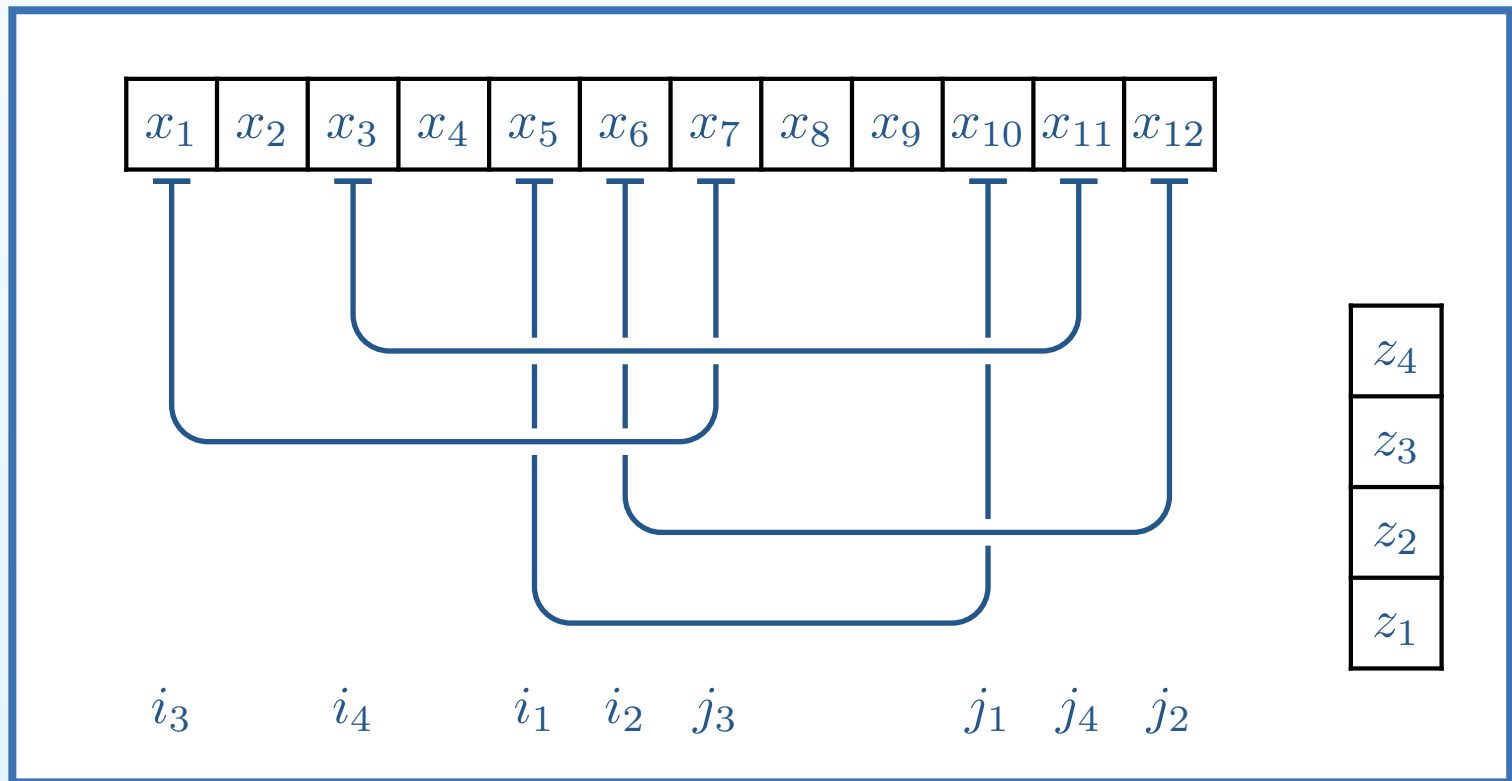 x₁ x₂ x₃ x₄ x₅ x₆ x₇ x₈ x₉ x₁₀ x₁₁ x₁₂
z₄
z₃
z₂
z₁
i₃ i₄ i₁ i₂ j₃ j₁ j₄ j₂